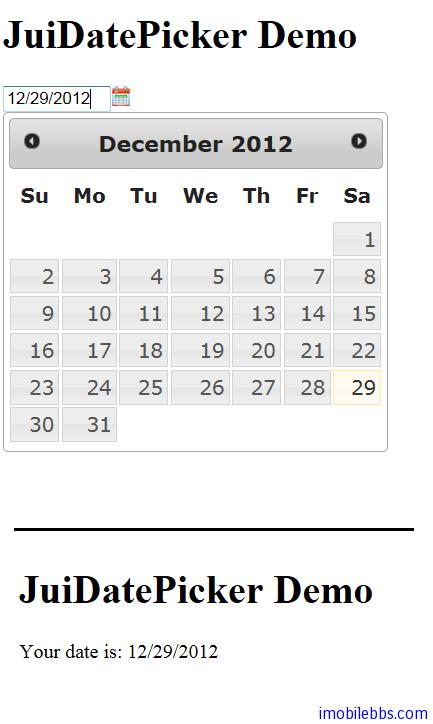 JuiDatePicker Demo
12/29/2012
December 2012
Su Mo Tu We Th Fr Sa
1
2 3 4 5 6 7 8
9 10 11 12 13 14 15
16 17 18 19 20 21 22
23 24 25 26 27 28 29
30 31
JuiDatePicker Demo
Your date is: 12/29/2012
imobilebbs.com